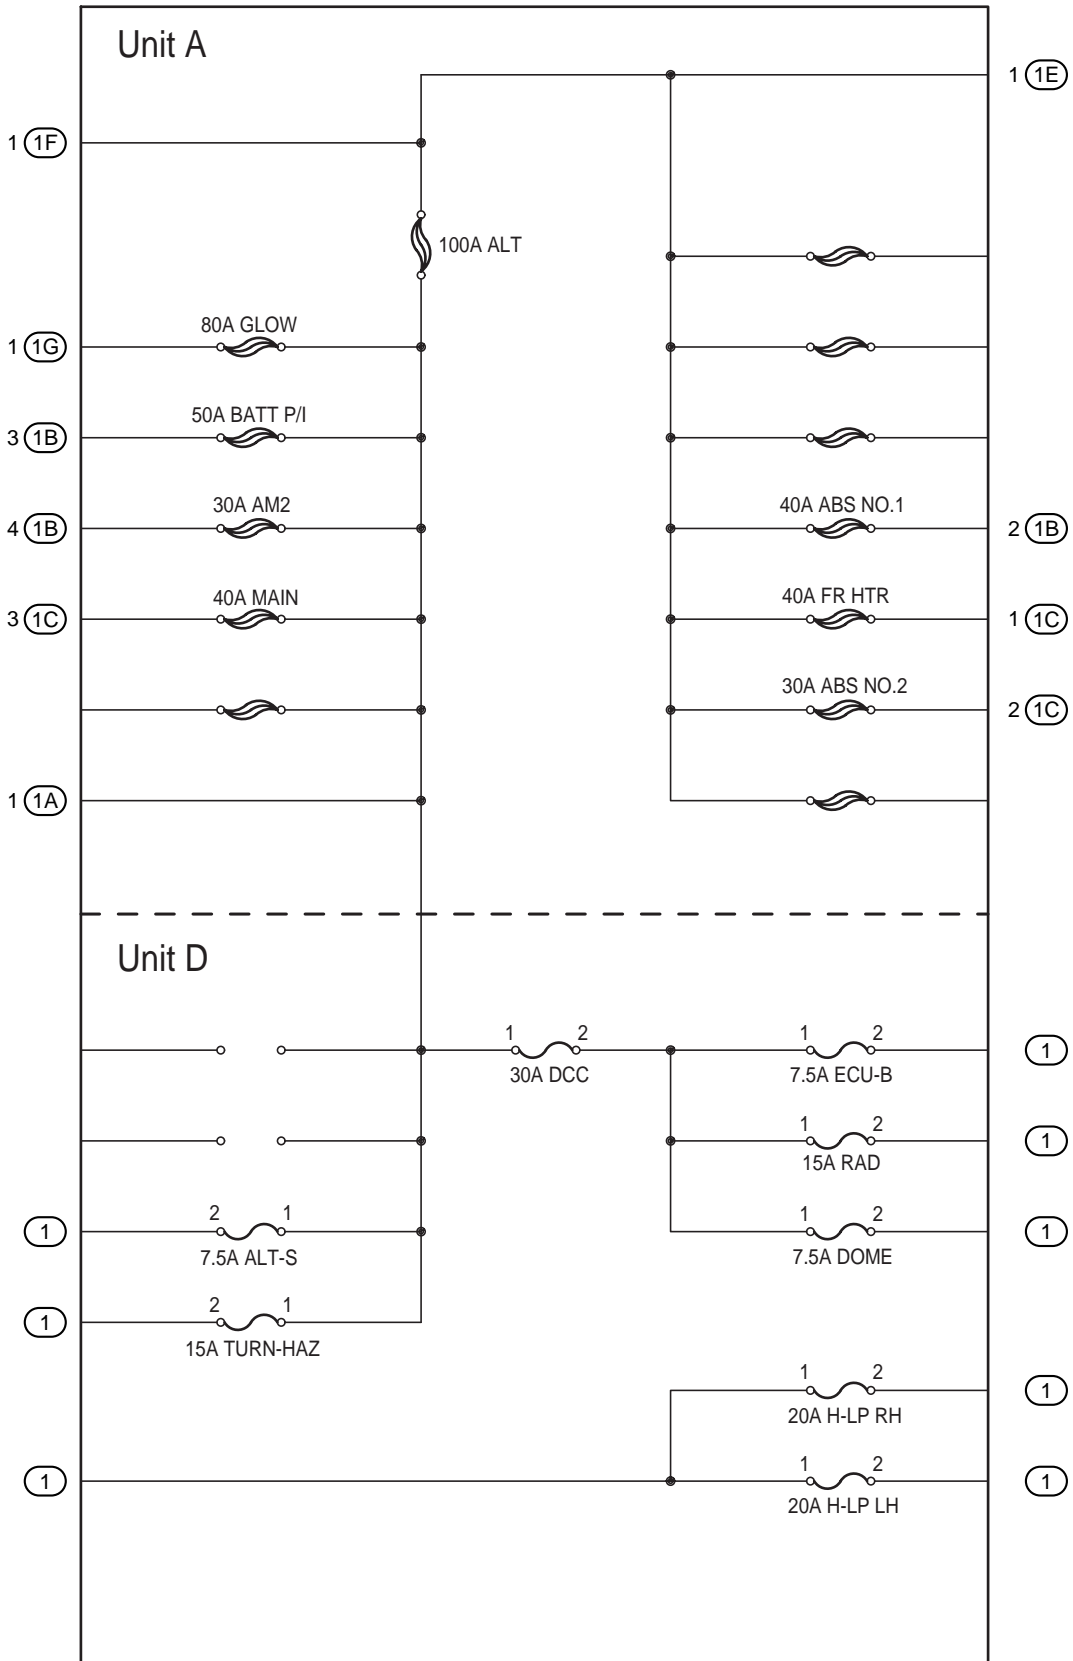 Unit A
1 1E
1 1F
100A ALT
80A GLOW
1 1G
50A BATT P/I
3 1B
30A AM2
40A ABS NO.1
4 1B
2 1B
40A MAIN
40A FR HTR
3 1C
1 1C
30A ABS NO.2
2 1C
1 1A
Unit D
1 2
1 2
1
30A DCC
7.5A ECU-B
1 2
1
15A RAD
2 1
1 2
1
1
7.5A ALT-S
7.5A DOME
2 1
1
15A TURN-HAZ
1 2
1
20A H-LP RH
1 2
1
1
20A H-LP LH